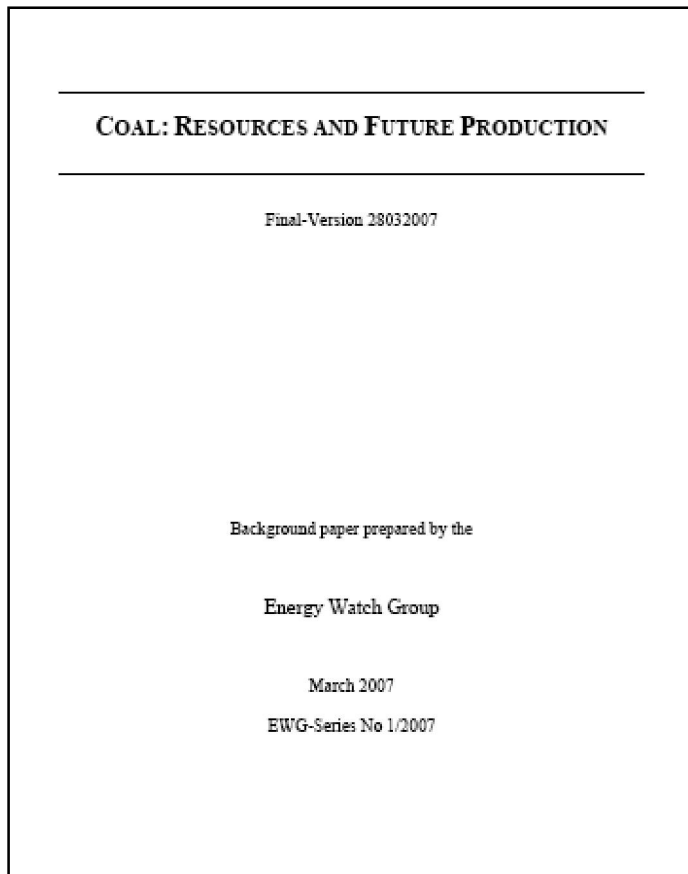 COAL: RESOURCES AND FUTURE PRODUCTION
Final-Version 28032007
Background paper prepared by the
Energy Watch Group
March 2007
EWG-Series No 1/2007